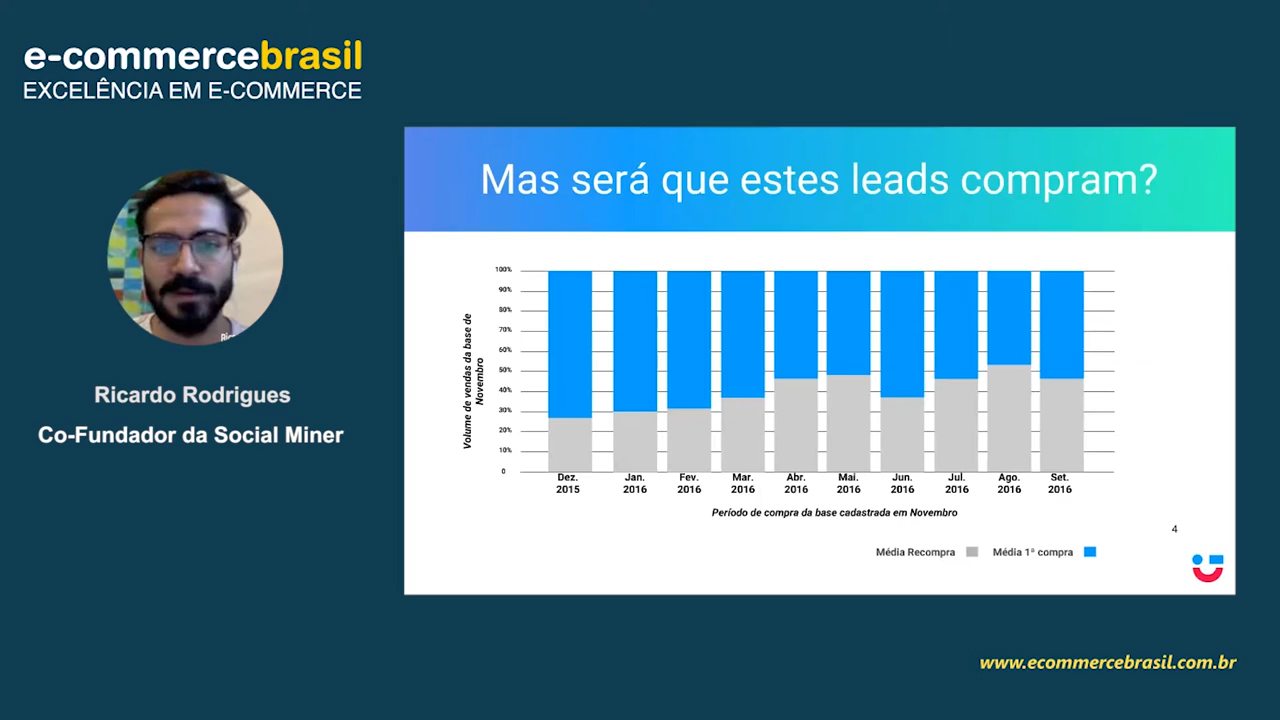 e-commercebrasil
EXCELÊNCIA EM E-COMMERCE
Mas será que estes leads compram?
Ricardo Rodrigues
Co-Fundador da Social Miner
Volume de vendas da base de
Novembro
100%
90%
80%
70%
60%
50%
40%
30%
20%
10%
0
Dez. 2015
Jan. 2016
Fev. 2016
Mar. 2016
Abr. 2016
Mai. 2016
Jun. 2016
Jul. 2016
Ago. 2016
Set. 2016
Período de compra da base cadastrada em Novembro
4
Média Recompra
Média 1º compra
www.ecommercebrasil.com.br